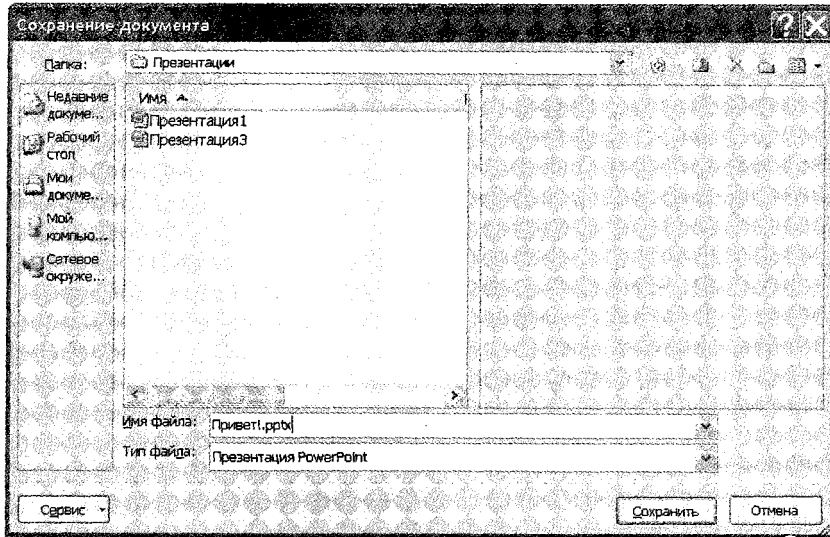 Сохранение документа
Папка: Презентации
Недавние докуме...
Рабочий стол
Мои докуме...
Мой компью...
Сетевое окруже...
Имя
Презентация1
Презентация3
Имя файла: Привет!.pptx
Тип файла: Презентация PowerPoint
Сервис Сохранить Отмена